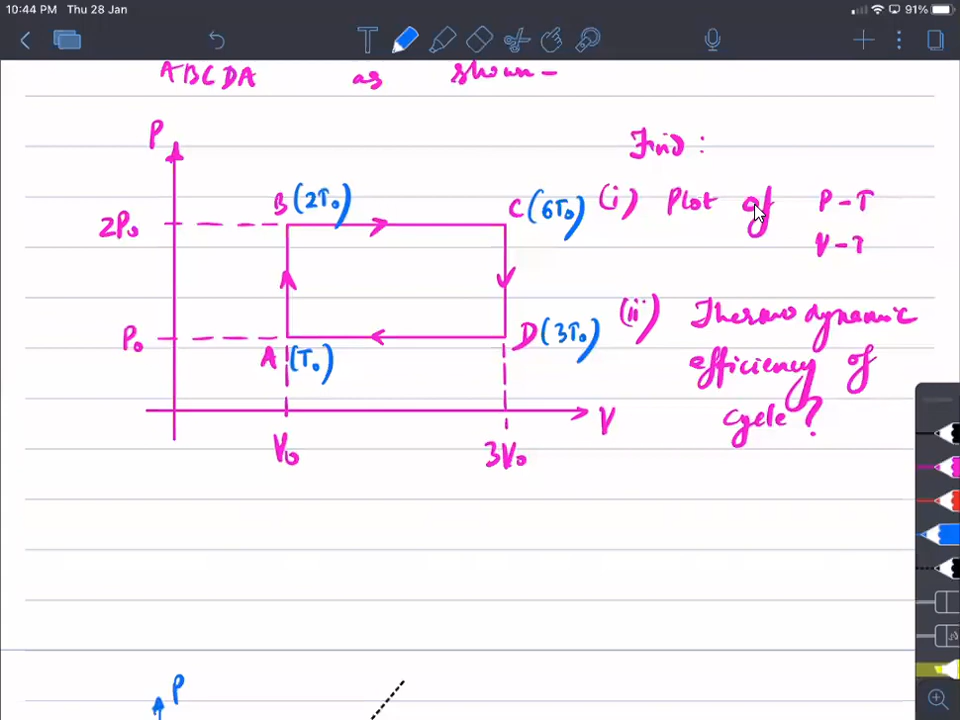 10:44 PM Thu 28 Jan
91%
T
ABCDA as shown -
P
Find :
B (2T₀)
C (6T₀)
(i) Plot of P-T
V-T
2P₀
(ii) Thermodynamic
efficiency of
cycle ?
P₀
A (T₀)
D (3T₀)
V
V₀
3V₀
P